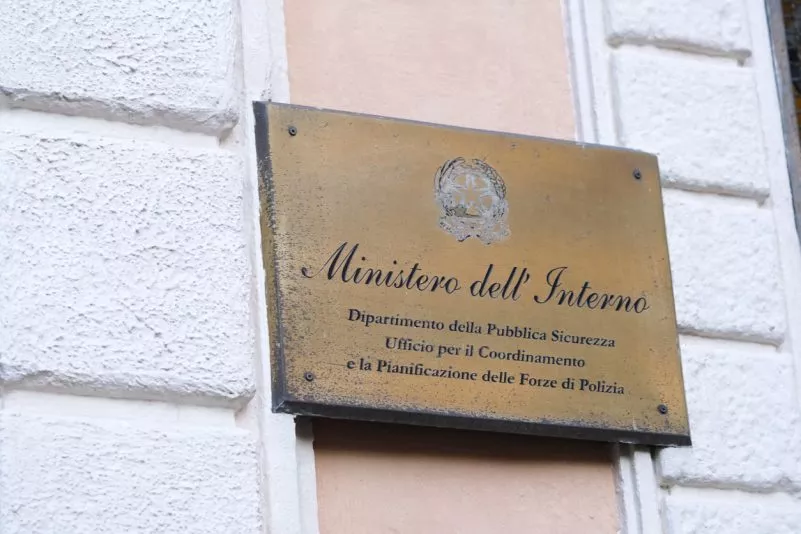 Ministero dell' Interno
Dipartimento della Pubblica Sicurezza
Ufficio per il Coordinamento
e la Pianificazione delle Forze di Polizia